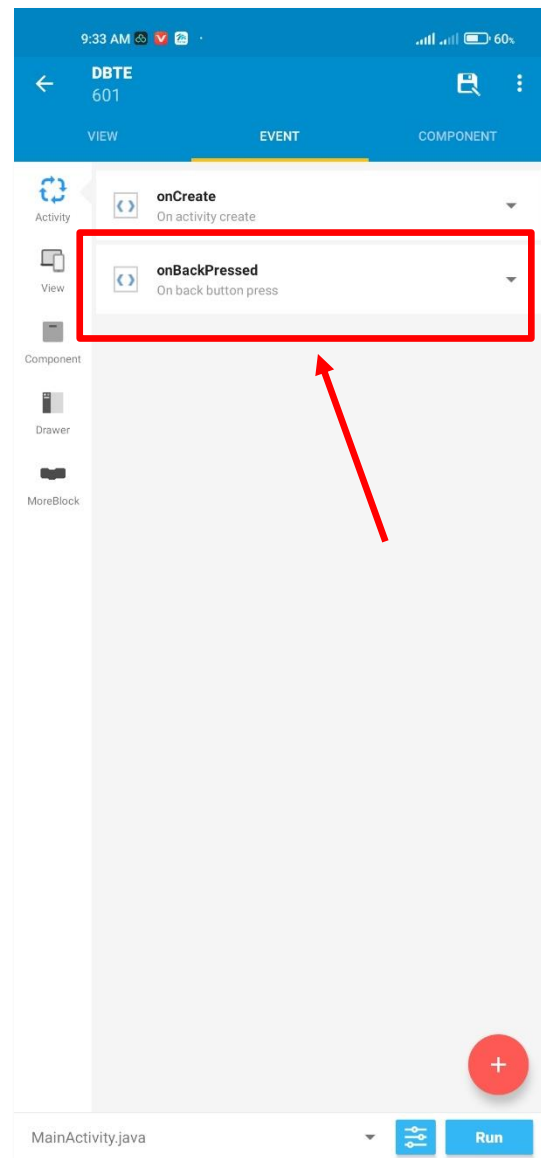 9:33 AM
60%
DBTE
601
VIEW
EVENT
COMPONENT
Activity
onCreate
On activity create
View
onBackPressed
On back button press
Component
Drawer
MoreBlock
+
MainActivity.java
Run